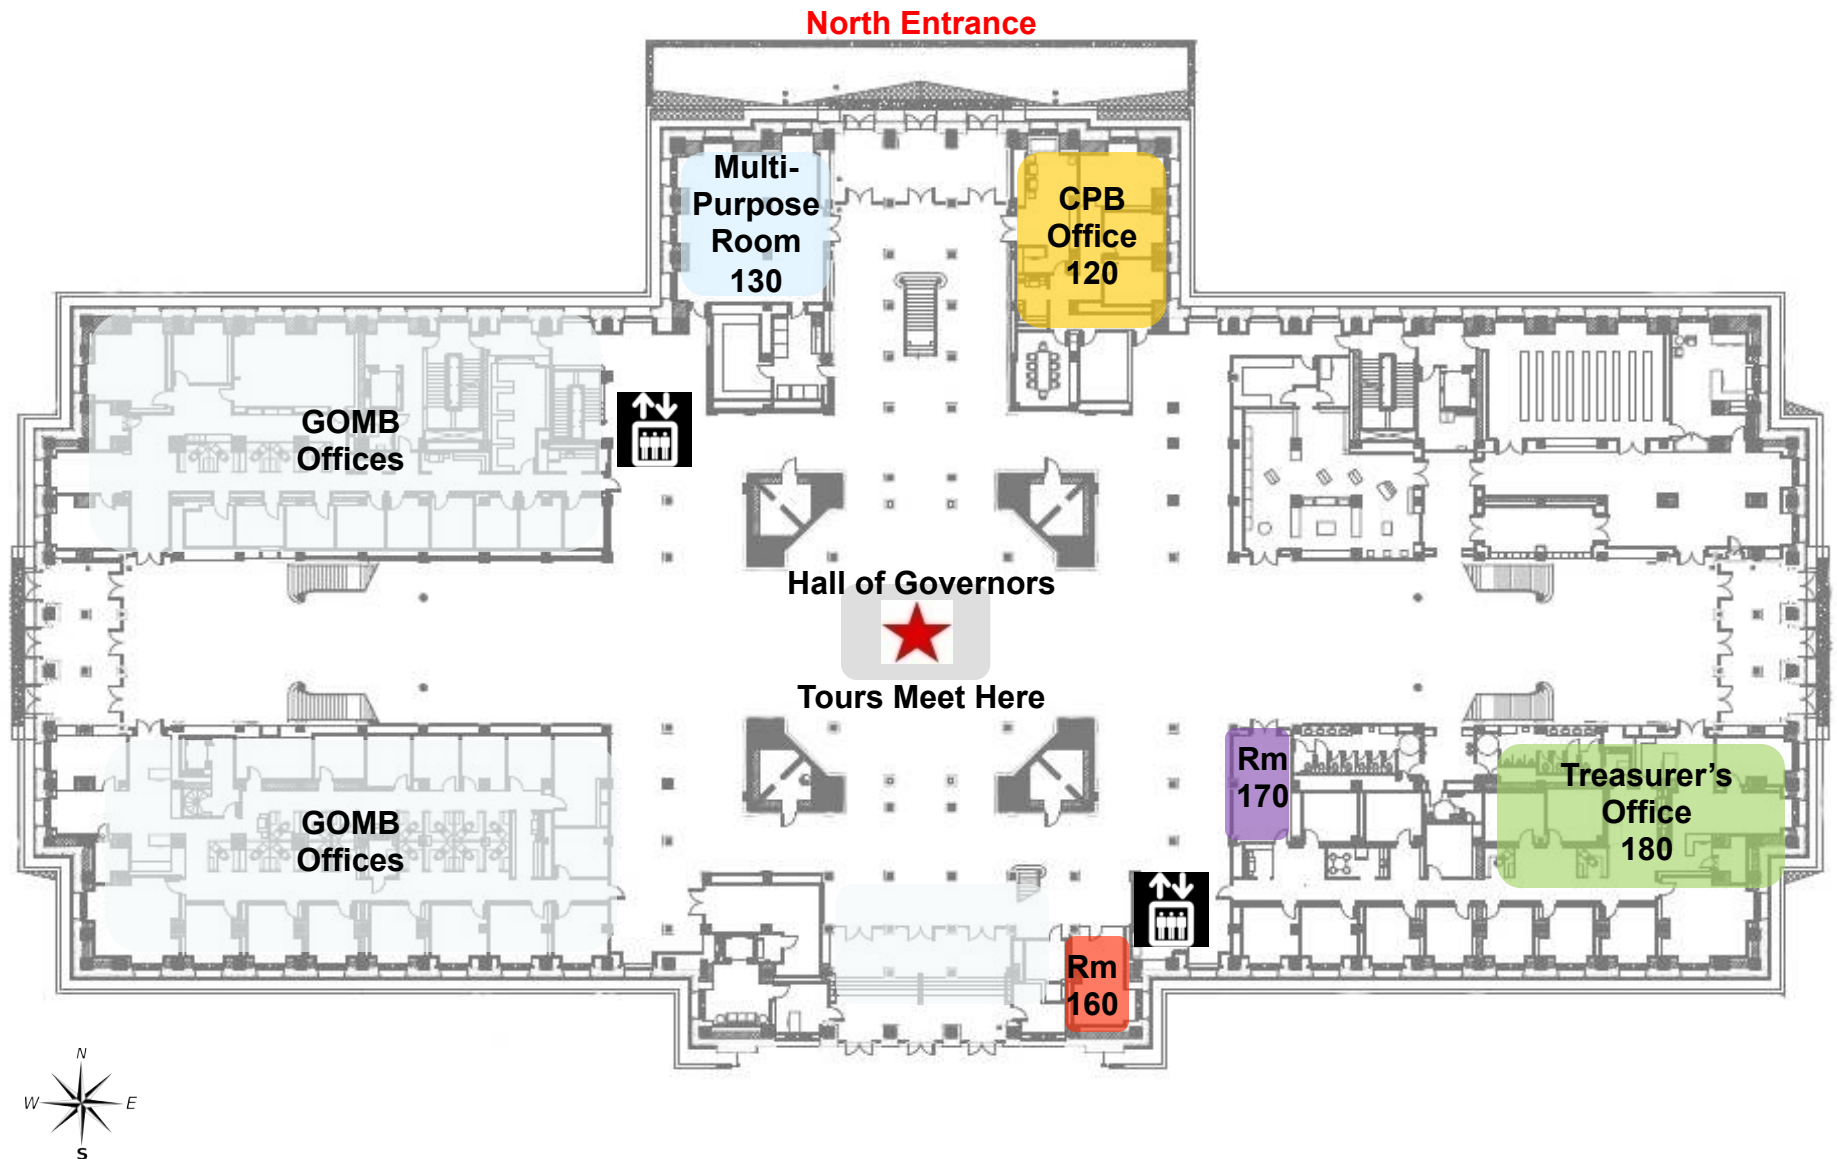 North Entrance
Multi-
Purpose
Room
130
CPB
Office
120
GOMB
Offices
Hall of Governors
Tours Meet Here
Rm
170
Treasurer’s
Office
180
GOMB
Offices
Rm
160
N
W
E
S